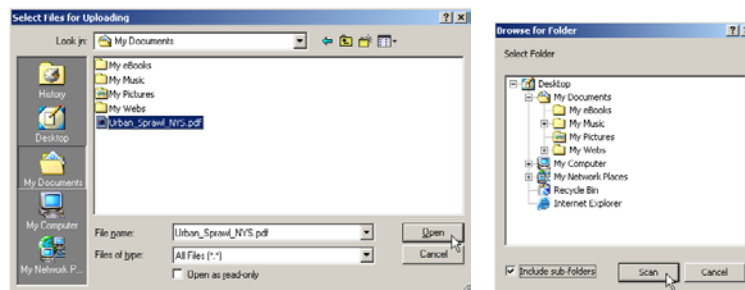 Select Files for Uploading
Look in: My Documents
History
Desktop
My Documents
My Computer
My Network P...
My eBooks
My Music
My Pictures
My Webs
Urban_Sprawl_NYS.pdf
File name: Urban_Sprawl_NYS.pdf Open
Files of type: All Files (*.*) Cancel
Open as read-only
Browse for Folder
Select Folder
Desktop
My Documents
My eBooks
My Music
My Pictures
My Webs
My Computer
My Network Places
Recycle Bin
Internet Explorer
Include sub-folders Scan Cancel